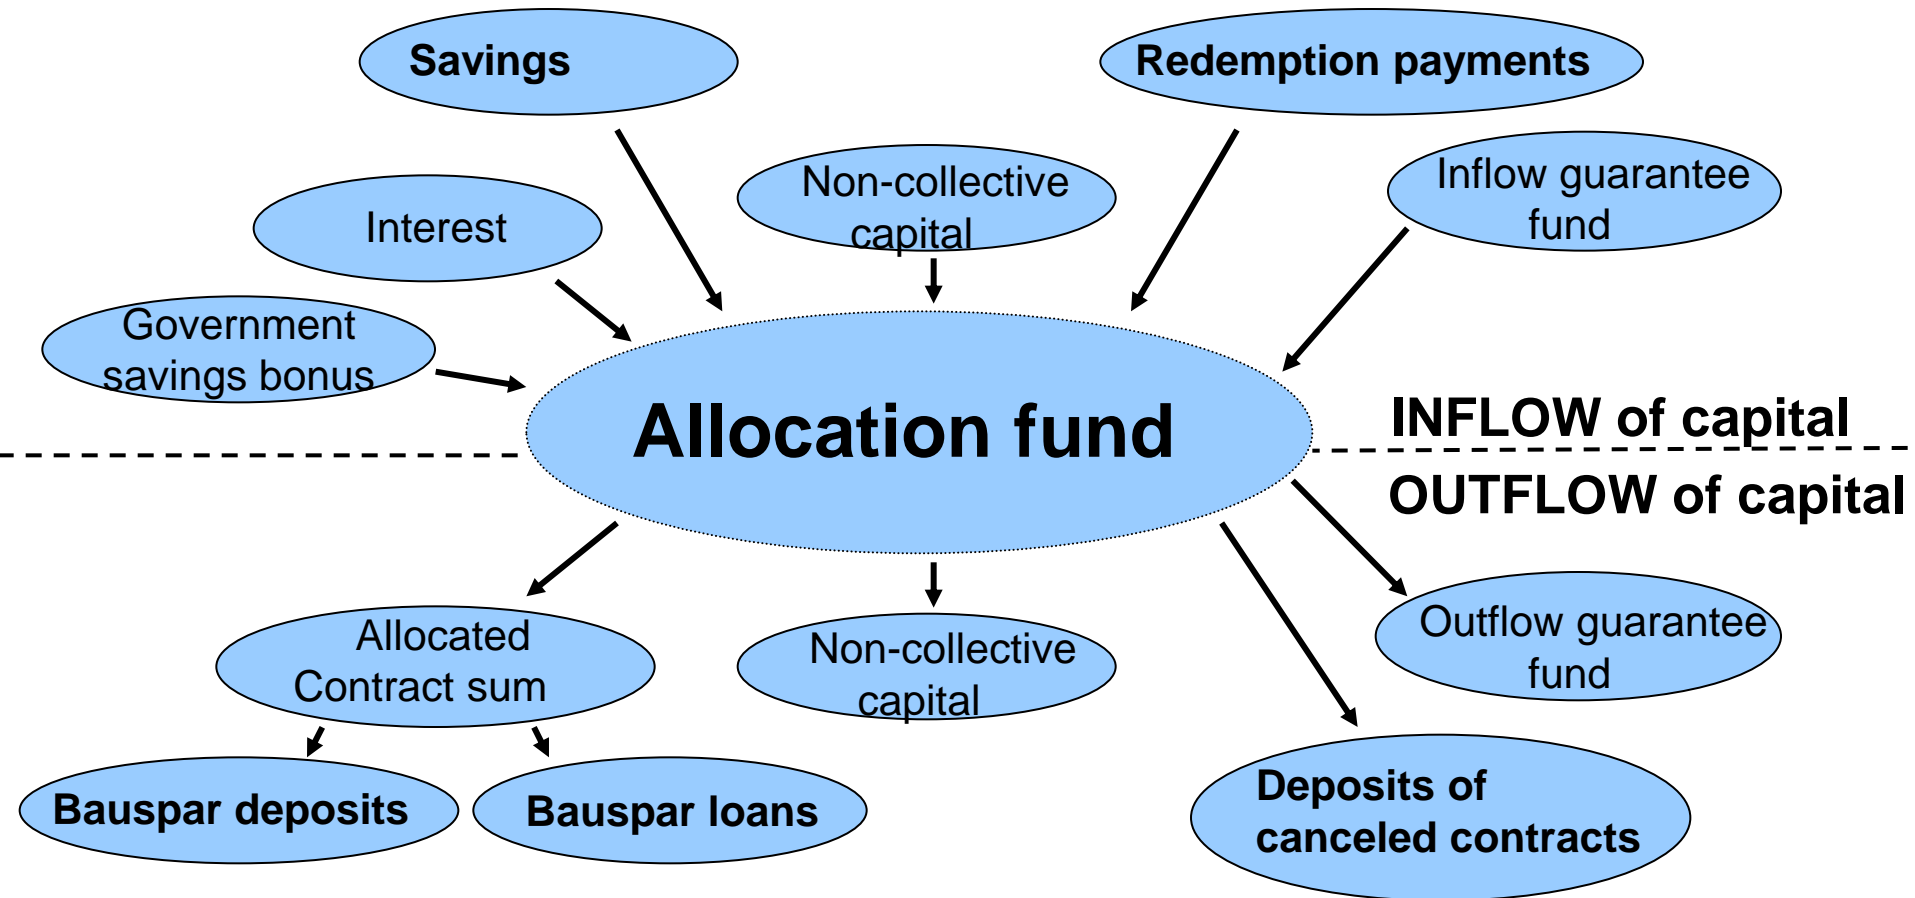 Savings
Redemption payments
Non-collective
capital
Inflow guarantee
fund
Interest
Government
savings bonus
Allocation fund
INFLOW of capital
OUTFLOW of capital
Allocated
Contract sum
Non-collective
capital
Outflow guarantee
fund
Bauspar deposits
Bauspar loans
Deposits of
canceled contracts